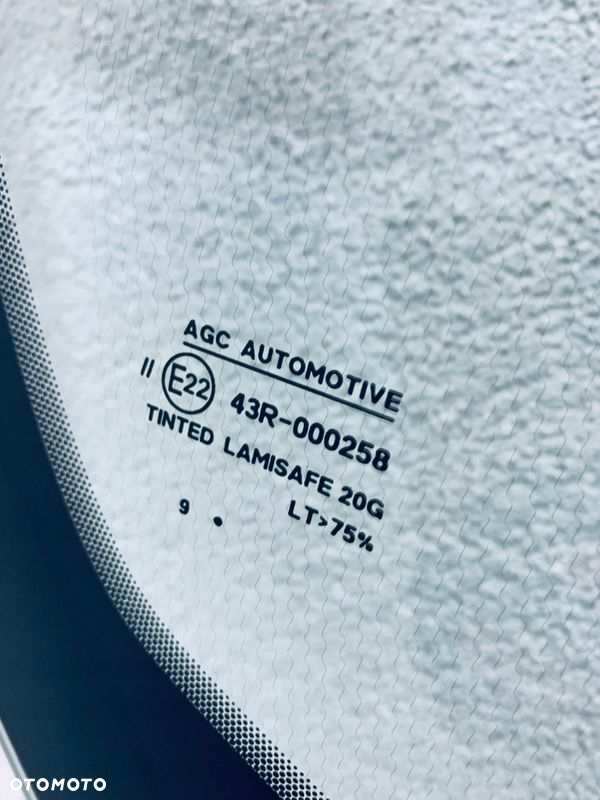 AGC AUTOMOTIVE
II E22 43R-000258
TINTED LAMISAFE 20G
9 . LT>75%
OTOMOTO